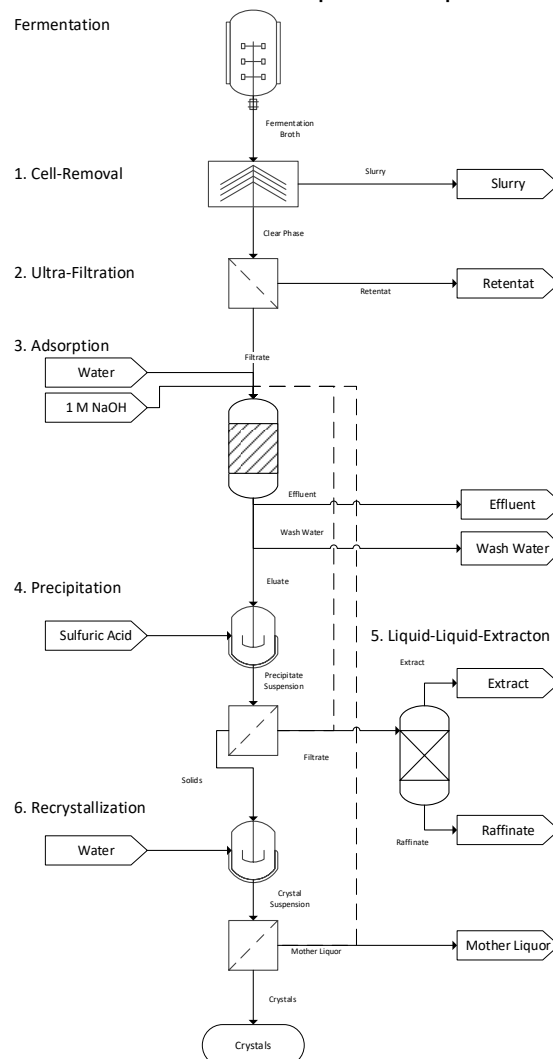 Fermentation
Fermentation
Broth
1. Cell-Removal
Slurry
Slurry
Clear Phase
2. Ultra-Filtration
Retentat
Retentat
3. Adsorption
Filtrate
Water
1 M NaOH
Effluent
Effluent
Wash Water
Wash Water
Eluate
4. Precipitation
5. Liquid-Liquid-Extracton
Sulfuric Acid
Extract
Extract
Precipitate
Suspension
Filtrate
Solids
6. Recrystallization
Raffinate
Raffinate
Water
Crystal
Suspension
Mother Liquor
Mother Liquor
Crystals
Crystals